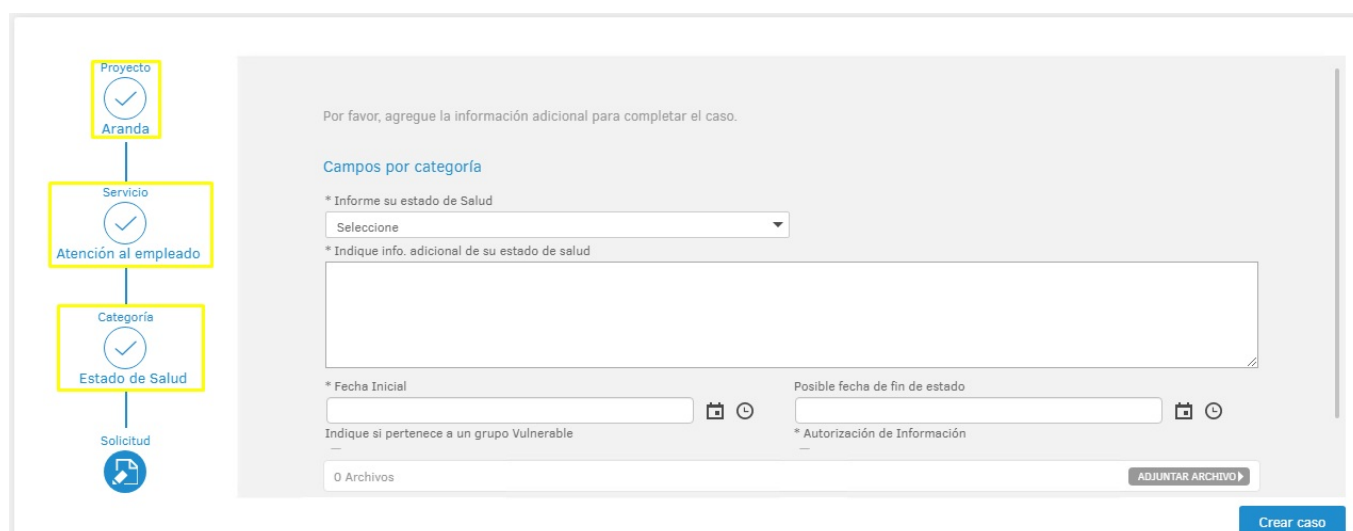 Proyecto
Aranda
Servicio
Atención al empleado
Categoría
Estado de Salud
Solicitud
Por favor, agregue la información adicional para completar el caso.
Campos por categoría
* Informe su estado de Salud
Seleccione
* Indique info. adicional de su estado de salud
* Fecha Inicial
Posible fecha de fin de estado
Indique si pertenece a un grupo Vulnerable
* Autorización de Información
0 Archivos
ADJUNTAR ARCHIVO
Crear caso